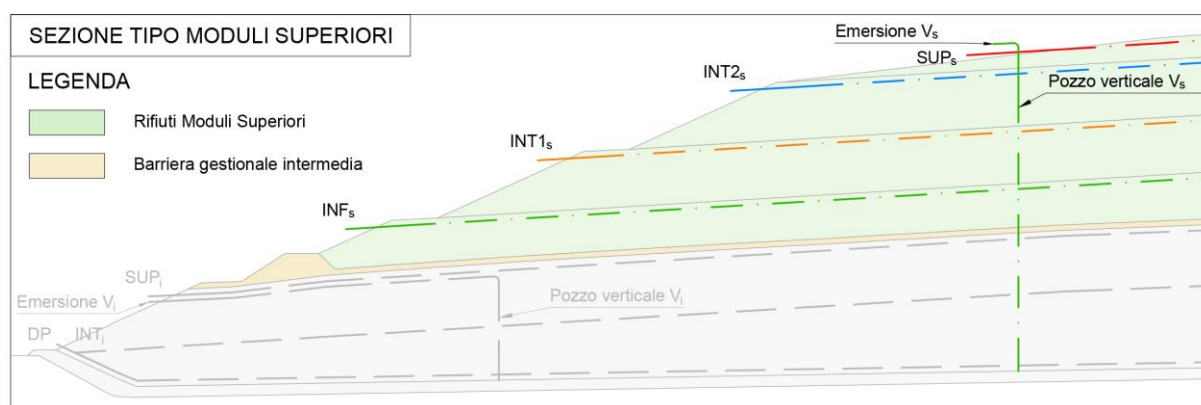 SEZIONE TIPO MODULI SUPERIORI
LEGENDA
Rifiuti Moduli Superiori
Barriera gestionale intermedia
Emersione Vs
SUPs
INT2s
Pozzo verticale Vs
INT1s
INFs
SUPi
Emersione Vi
Pozzo verticale Vi
DP
INTi